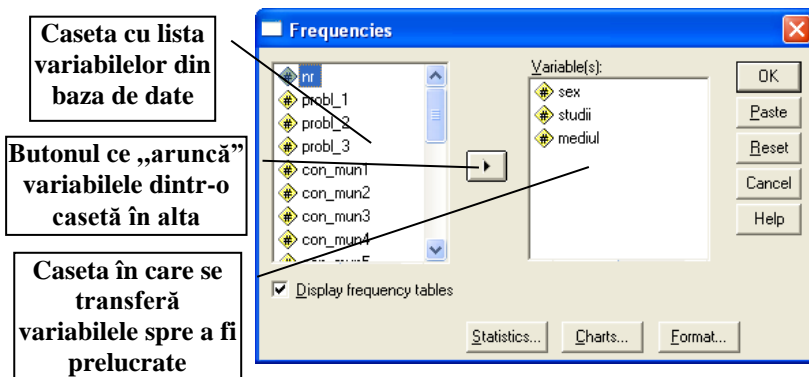 Caseta cu lista
variabilelor din
baza de date
Butonul ce „aruncă”
variabilele dintr-o
casetă în alta
Caseta în care se
transferă
variabilele spre a fi
prelucrate
Frequencies
nr
probl_1
probl_2
probl_3
con_mun1
con_mun2
con_mun3
con_mun4
con_mun5
Variable(s):
sex
studii
mediul
OK
Paste
Reset
Cancel
Help
Display frequency tables
Statistics...
Charts...
Format...